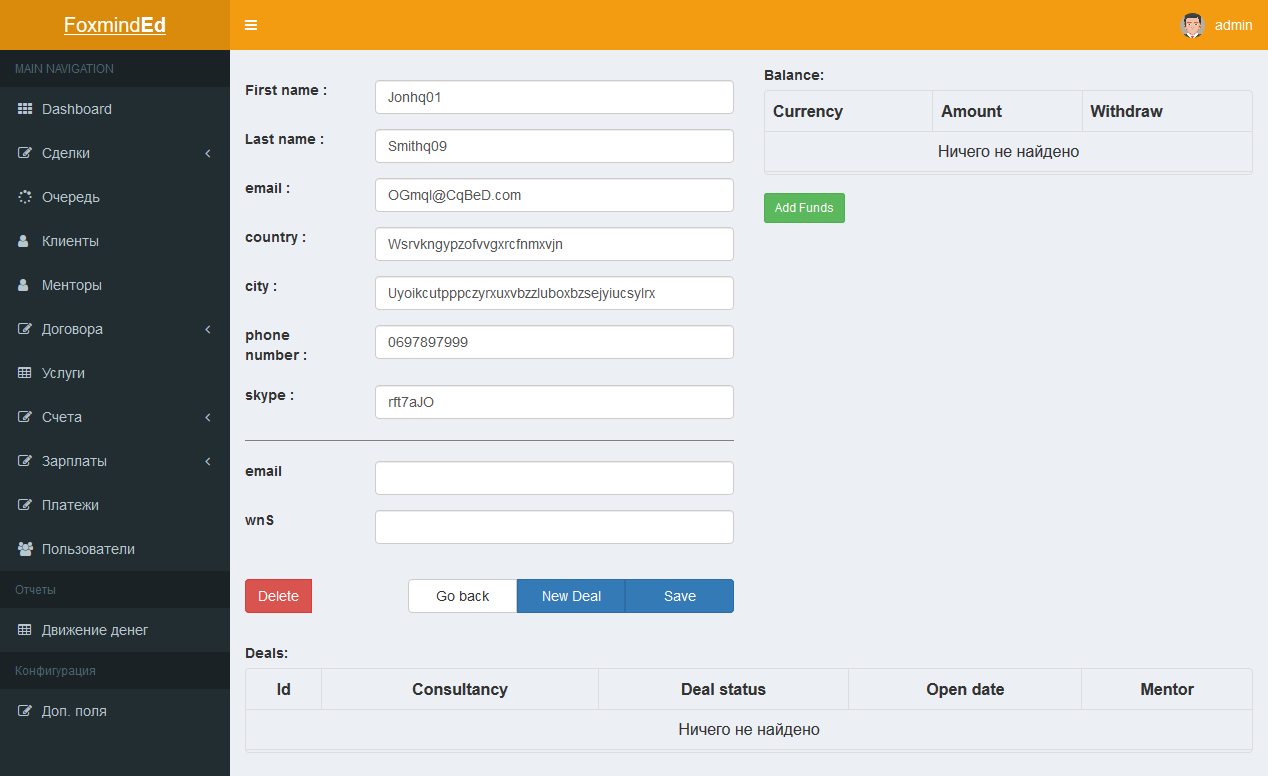 FoxmindEd
admin
MAIN NAVIGATION
Dashboard
Сделки
Очередь
Клиенты
Менторы
Договора
Услуги
Счета
Зарплаты
Платежи
Пользователи
Отчеты
Движение денег
Конфигурация
Доп. поля
First name :
Jonhq01
Last name :
Smithq09
email :
OGmql@CqBeD.com
country :
Wsrvkngypzofvvgxrcfnmxvjn
city :
Uyoikcutpppczyrxuxvbzzluboxbzsejyiucsylrx
phone
number :
0697897999
skype :
rft7aJO
email
wnS
Delete
Go back
New Deal
Save
Balance:
Currency Amount Withdraw
Ничего не найдено
Add Funds
Deals:
Id Consultancy Deal status Open date Mentor
Ничего не найдено